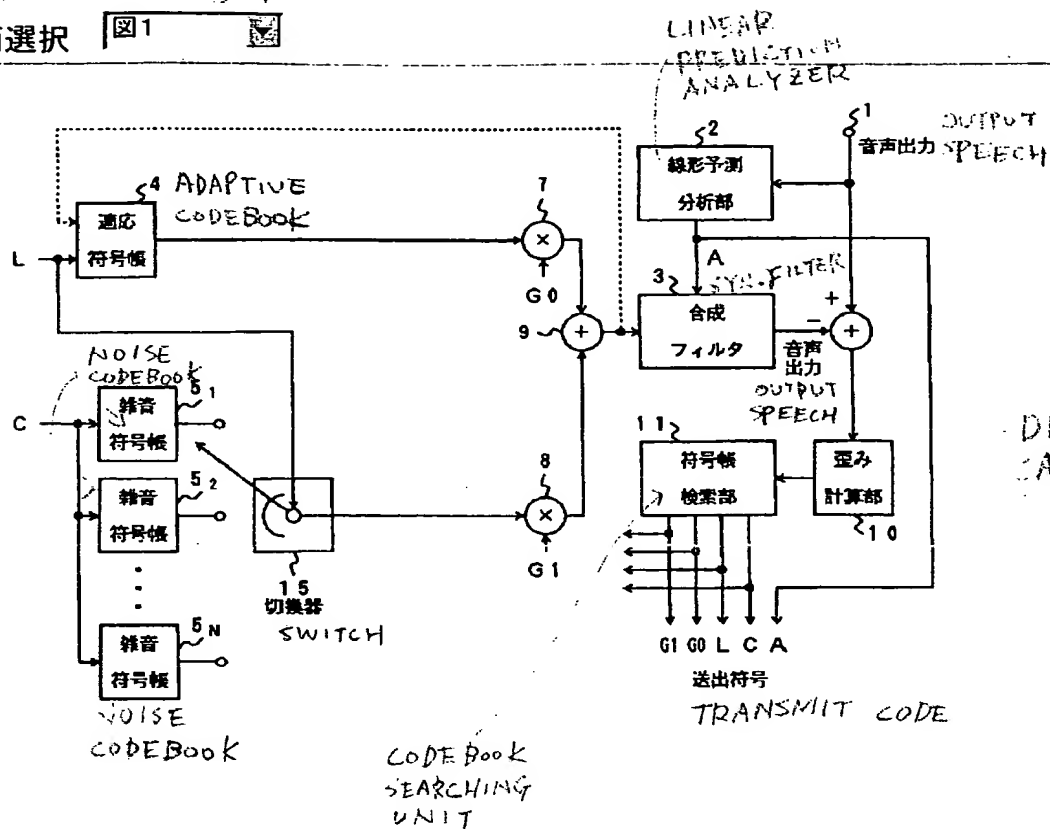 選択 図1
LINEAR
PREDICTION
ANALYZER
1
OUTPUT
SPEECH
音声出力
2
線形予測
分析部
4 ADAPTIVE
CODEBOOK
適応
符号帳
L
7
×
G0
A
3
SYN. FILTER
合成
フィルタ
9
+
+
−
+
音声
出力
OUTPUT
SPEECH
NOISE
CODEBOOK
C
雑音
符号帳
5 1
雑音
符号帳
5 2
雑音
符号帳
5 N
NOISE
CODEBOOK
15
切換器
SWITCH
8
×
G1
11
符号帳
検索部
歪み
計算部
10
G1 G0 L C A
送出符号
TRANSMIT CODE
CODEBOOK
SEARCHING
UNIT